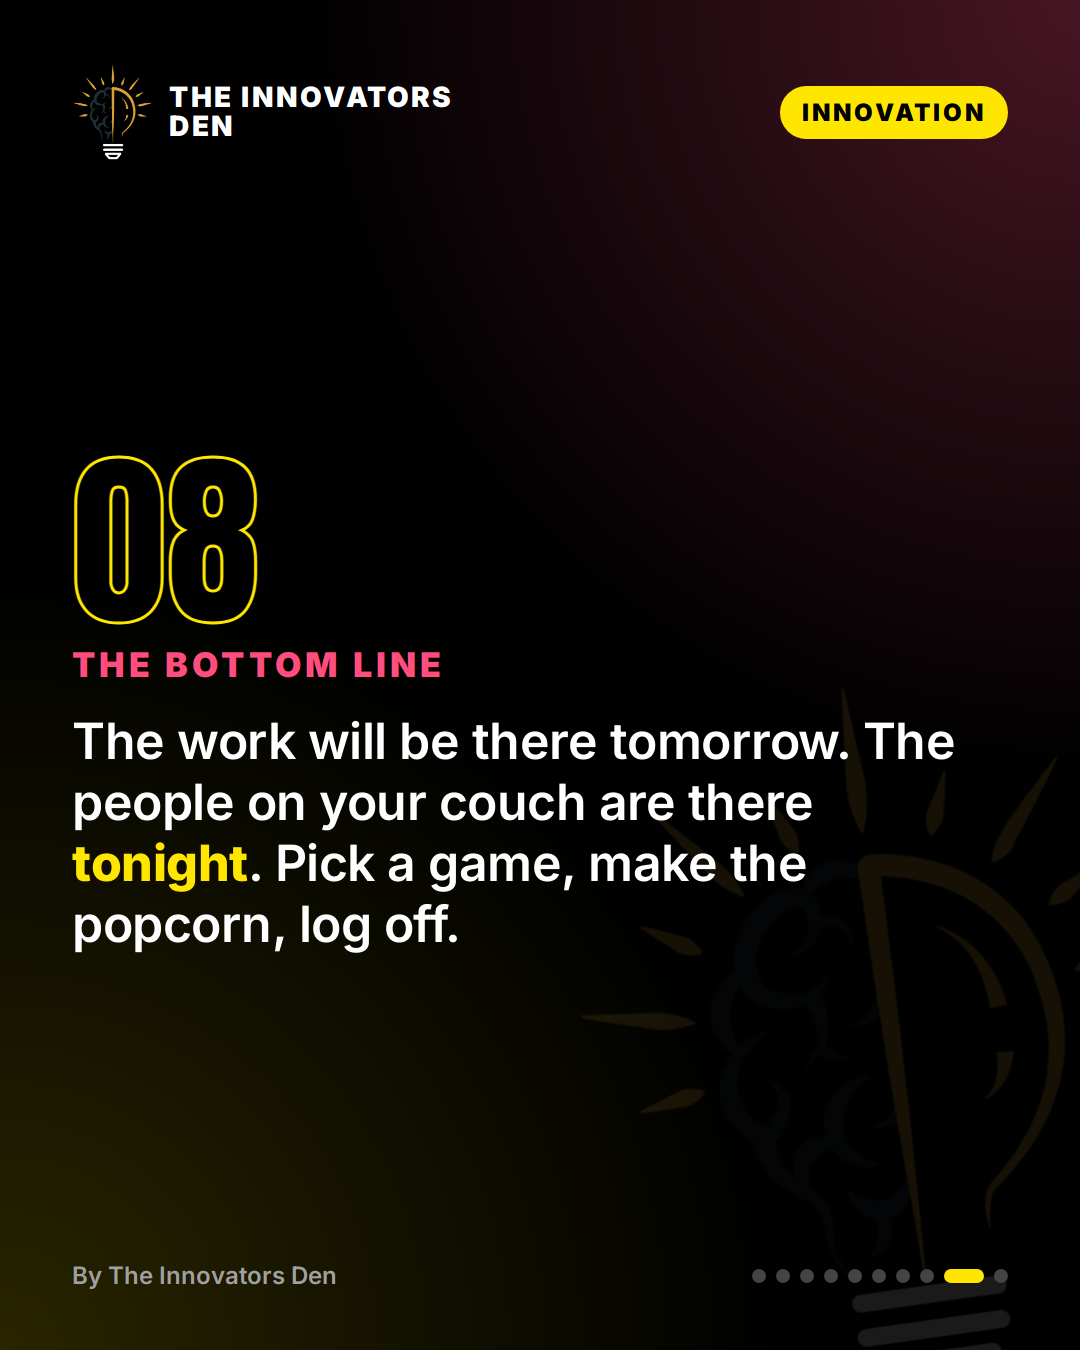 THE INNOVATORS
DEN
INNOVATION
08
THE BOTTOM LINE
The work will be there tomorrow. The
people on your couch are there
tonight. Pick a game, make the
popcorn, log off.
By The Innovators Den